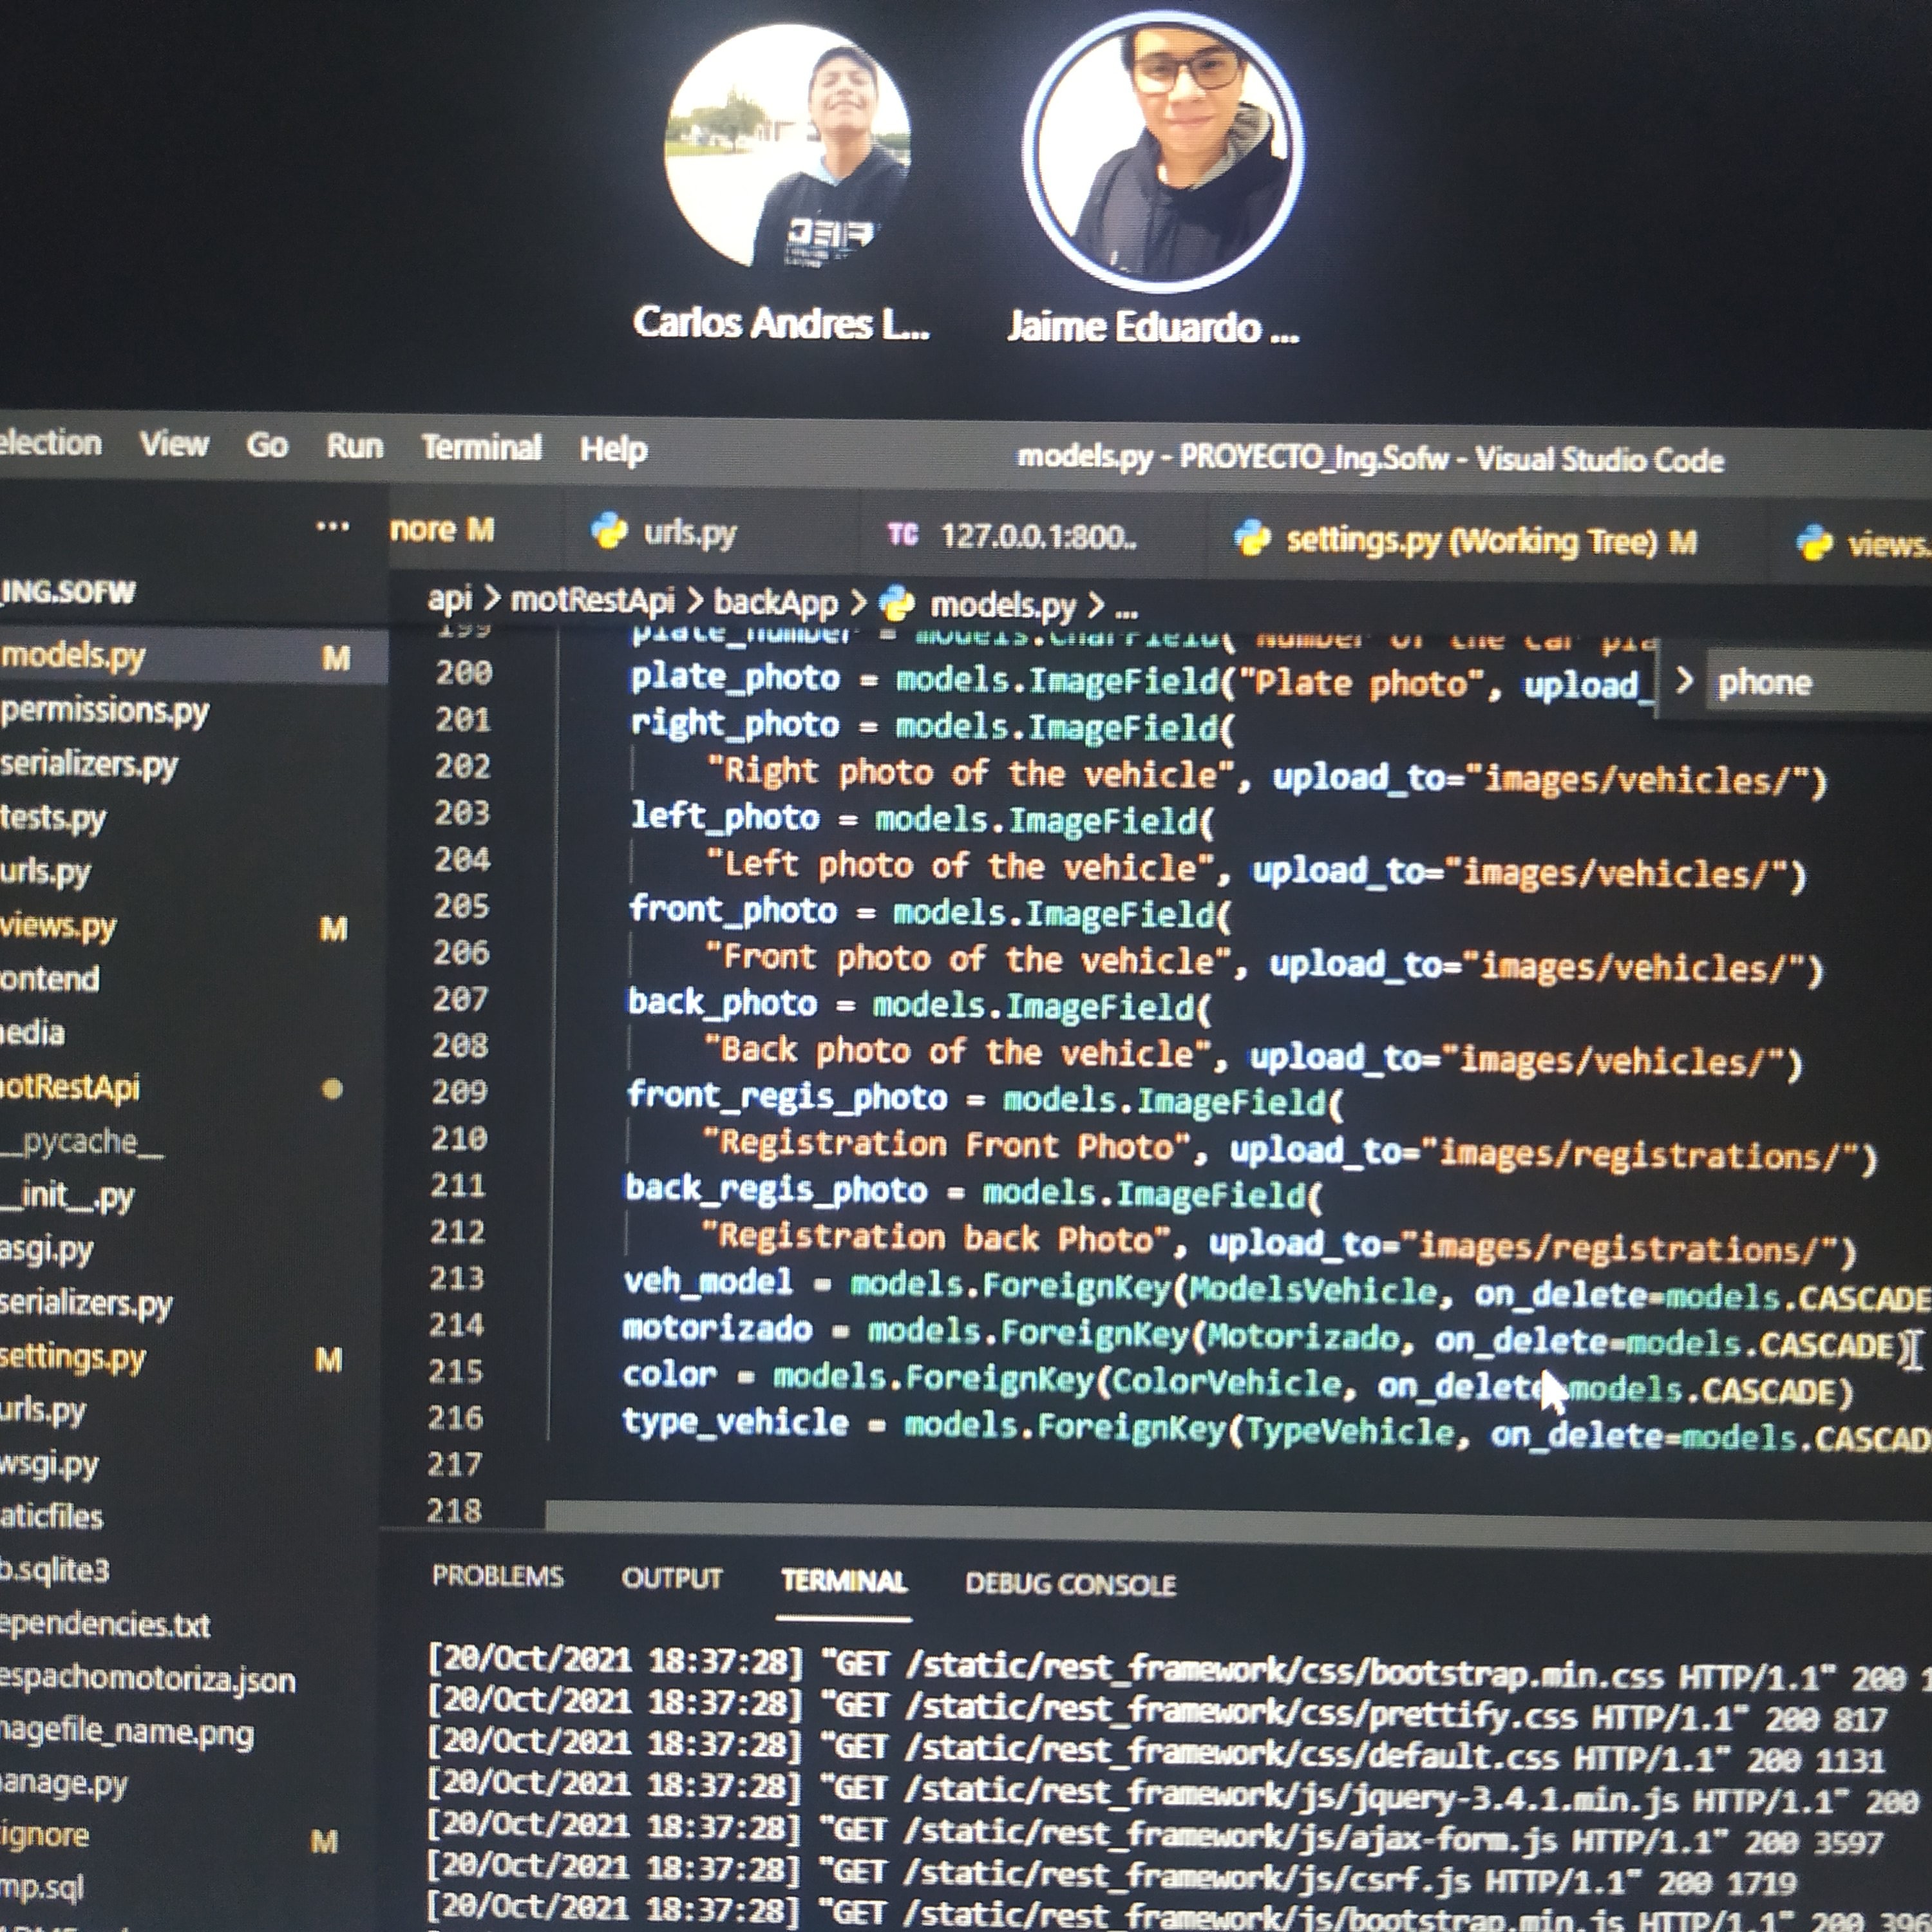 Carlos Andres L...
Jaime Eduardo ...
election View Go Run Terminal Help models.py - PROYECTO_Ing.Sofw - Visual Studio Code
... nore M urls.py TC 127.0.0.1:800.. settings.py (Working Tree) M views.
_ING.SOFW
api > motRestApi > backApp > models.py > ...
models.py M
permissions.py
serializers.py
tests.py
urls.py
views.py M
ontend
edia
otRestApi
__pycache__
__init__.py
asgi.py
serializers.py
settings.py M
urls.py
wsgi.py
aticfiles
b.sqlite3
ependencies.txt
espachomotoriza.json
agefile_name.png
anage.py
ignore M
mp.sql
> phone
199 plate_number = models.CharField( Number of the car pla
200 plate_photo = models.ImageField("Plate photo", upload_
201 right_photo = models.ImageField(
202 "Right photo of the vehicle", upload_to="images/vehicles/")
203 left_photo = models.ImageField(
204 "Left photo of the vehicle", upload_to="images/vehicles/")
205 front_photo = models.ImageField(
206 "Front photo of the vehicle", upload_to="images/vehicles/")
207 back_photo = models.ImageField(
208 "Back photo of the vehicle", upload_to="images/vehicles/")
209 front_regis_photo = models.ImageField(
210 "Registration Front Photo", upload_to="images/registrations/")
211 back_regis_photo = models.ImageField(
212 "Registration back Photo", upload_to="images/registrations/")
213 veh_model = models.ForeignKey(ModelsVehicle, on_delete=models.CASCADE
214 motorizado = models.ForeignKey(Motorizado, on_delete=models.CASCADE)
215 color = models.ForeignKey(ColorVehicle, on_delete=models.CASCADE)
216 type_vehicle = models.ForeignKey(TypeVehicle, on_delete=models.CASCAD
217
218
PROBLEMS OUTPUT TERMINAL DEBUG CONSOLE
[20/Oct/2021 18:37:28] "GET /static/rest_framework/css/bootstrap.min.css HTTP/1.1" 200 1
[20/Oct/2021 18:37:28] "GET /static/rest_framework/css/prettify.css HTTP/1.1" 200 817
[20/Oct/2021 18:37:28] "GET /static/rest_framework/css/default.css HTTP/1.1" 200 1131
[20/Oct/2021 18:37:28] "GET /static/rest_framework/js/jquery-3.4.1.min.js HTTP/1.1" 200
[20/Oct/2021 18:37:28] "GET /static/rest_framework/js/ajax-form.js HTTP/1.1" 200 3597
[20/Oct/2021 18:37:28] "GET /static/rest_framework/js/csrf.js HTTP/1.1" 200 1719
[20/Oct/2021 18:37:28] "GET /static/rest_framework/js/bootstrap.min.js HTTP/1.1" 200